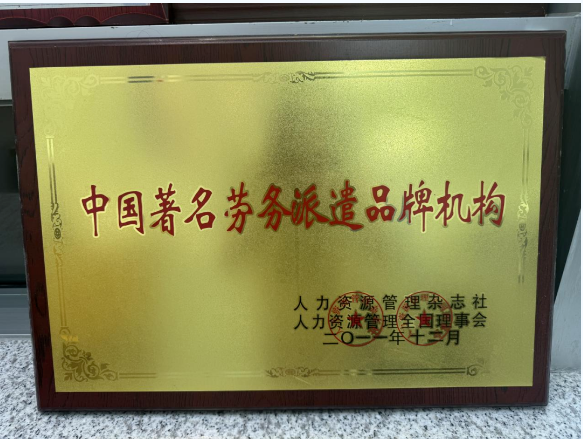 中国著名劳务派遣品牌机构
人力资源管理杂志社
人力资源管理全国理事会
二〇一一年十二月